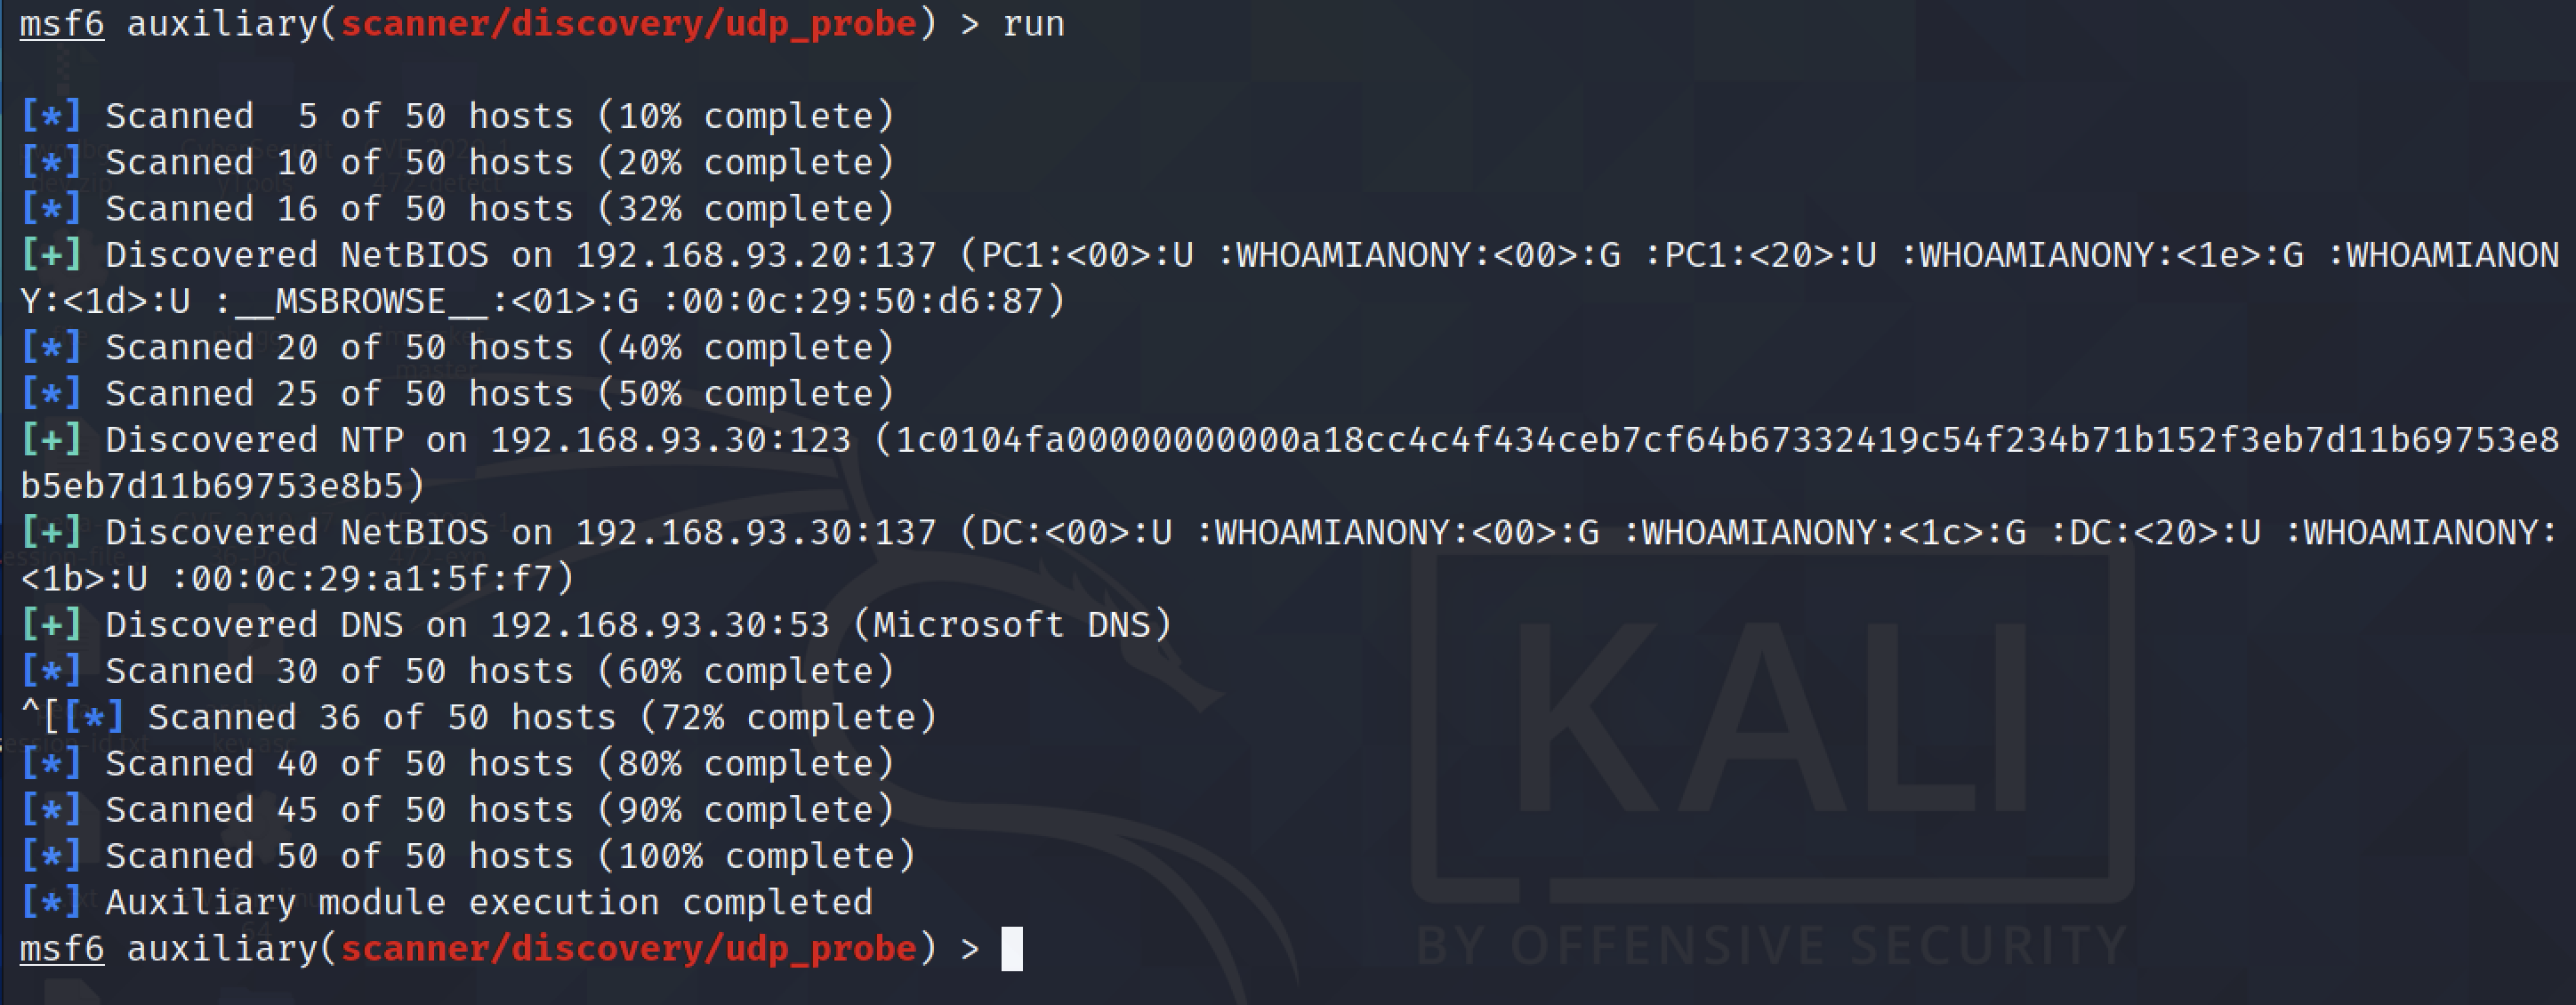 msf6 auxiliary(scanner/discovery/udp_probe) > run
[*] Scanned  5 of 50 hosts (10% complete)
[*] Scanned 10 of 50 hosts (20% complete)
[*] Scanned 16 of 50 hosts (32% complete)
[+] Discovered NetBIOS on 192.168.93.20:137 (PC1:<00>:U :WHOAMIANONY:<00>:G :PC1:<20>:U :WHOAMIANONY:<1e>:G :WHOAMIANON
Y:<1d>:U :__MSBROWSE__:<01>:G :00:0c:29:50:d6:87)
[*] Scanned 20 of 50 hosts (40% complete)
[*] Scanned 25 of 50 hosts (50% complete)
[+] Discovered NTP on 192.168.93.30:123 (1c0104fa00000000000a18cc4c4f434ceb7cf64b67332419c54f234b71b152f3eb7d11b69753e8
b5eb7d11b69753e8b5)
[+] Discovered NetBIOS on 192.168.93.30:137 (DC:<00>:U :WHOAMIANONY:<00>:G :WHOAMIANONY:<1c>:G :DC:<20>:U :WHOAMIANONY:
<1b>:U :00:0c:29:a1:5f:f7)
[+] Discovered DNS on 192.168.93.30:53 (Microsoft DNS)
[*] Scanned 30 of 50 hosts (60% complete)
^[[*] Scanned 36 of 50 hosts (72% complete)
[*] Scanned 40 of 50 hosts (80% complete)
[*] Scanned 45 of 50 hosts (90% complete)
[*] Scanned 50 of 50 hosts (100% complete)
[*] Auxiliary module execution completed
msf6 auxiliary(scanner/discovery/udp_probe) >
KALI
BY OFFENSIVE SECURITY